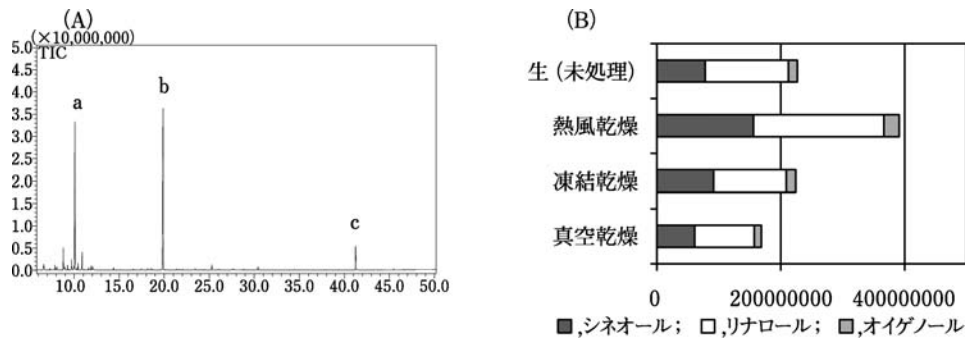 (A)
(×10,000,000)
5.0
TIC
4.5
4.0
3.5
3.0
2.5
2.0
1.5
1.0
0.5
0.0
a
b
c
10.0 15.0 20.0 25.0 30.0 35.0 40.0 45.0 50.0
(B)
生（未処理）
熱風乾燥
凍結乾燥
真空乾燥
0 200000000 400000000
,シネオール； ,リナロール； ,オイゲノール